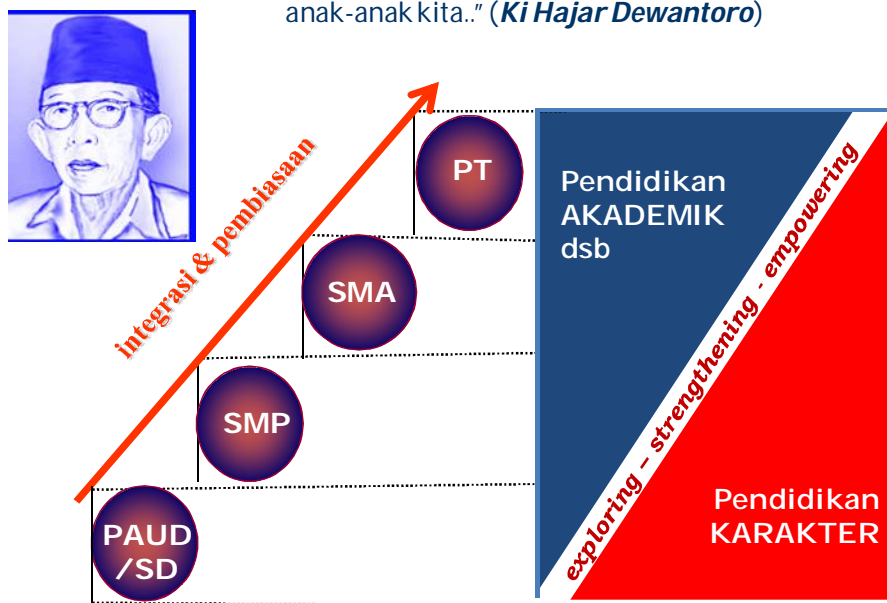 anak-anak kita.." (Ki Hajar Dewantoro)
integrasi & pembiasaan
PT
SMA
SMP
PAUD
/SD
Pendidikan
AKADEMIK
dsb
exploring – strengthening - empowering
Pendidikan
KARAKTER